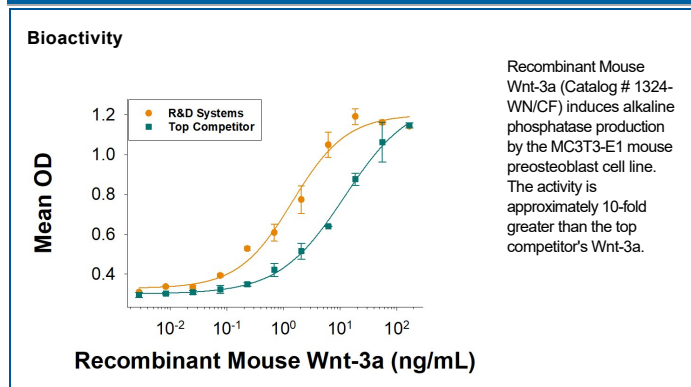 Bioactivity
Recombinant Mouse
Wnt-3a (Catalog # 1324-
WN/CF) induces alkaline
phosphatase production
by the MC3T3-E1 mouse
preosteoblast cell line.
The activity is
approximately 10-fold
greater than the top
competitor's Wnt-3a.
R&D Systems
Top Competitor
Mean OD
1.2
1.0
0.8
0.6
0.4
10-2 10-1 100 101 102
Recombinant Mouse Wnt-3a (ng/mL)